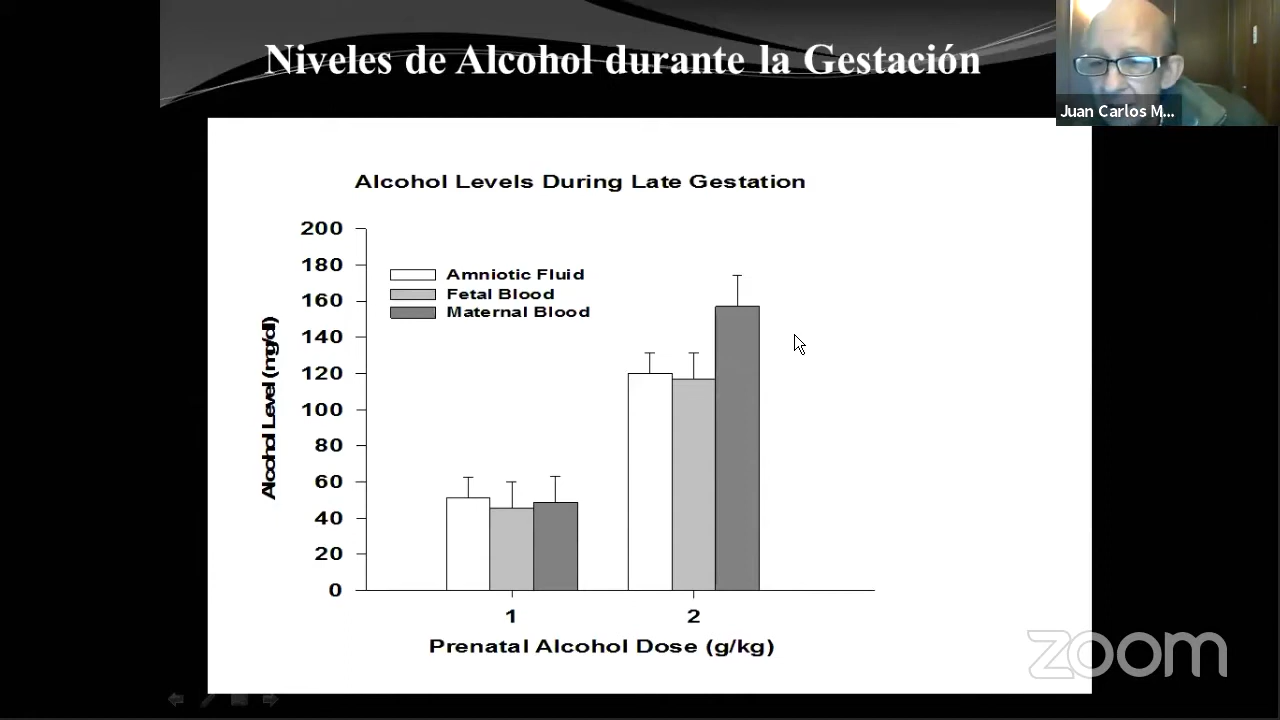 Niveles de Alcohol durante la Gestación
Juan Carlos M...
Alcohol Levels During Late Gestation
200
180
160
140
120
100
80
60
40
20
0
Alcohol Level (mg/dl)
Amniotic Fluid
Fetal Blood
Maternal Blood
1
2
Prenatal Alcohol Dose (g/kg)
zoom